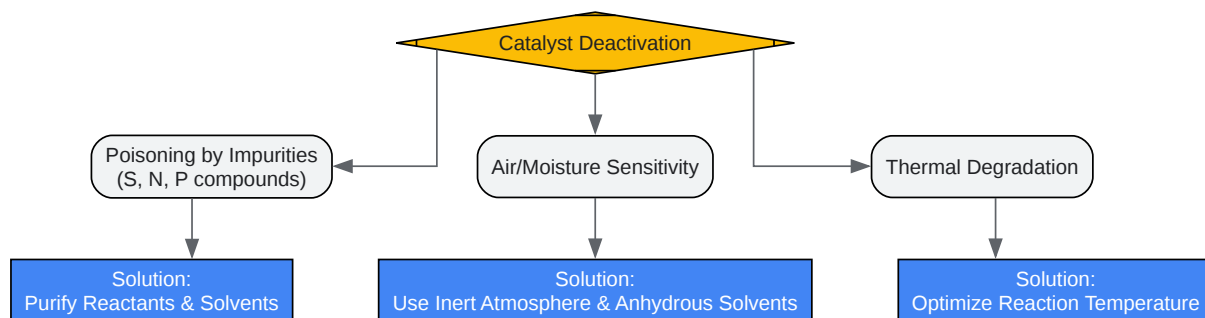 Catalyst Deactivation
Poisoning by Impurities
(S, N, P compounds)
Air/Moisture Sensitivity
Thermal Degradation
Solution:
Purify Reactants & Solvents
Solution:
Use Inert Atmosphere & Anhydrous Solvents
Solution:
Optimize Reaction Temperature